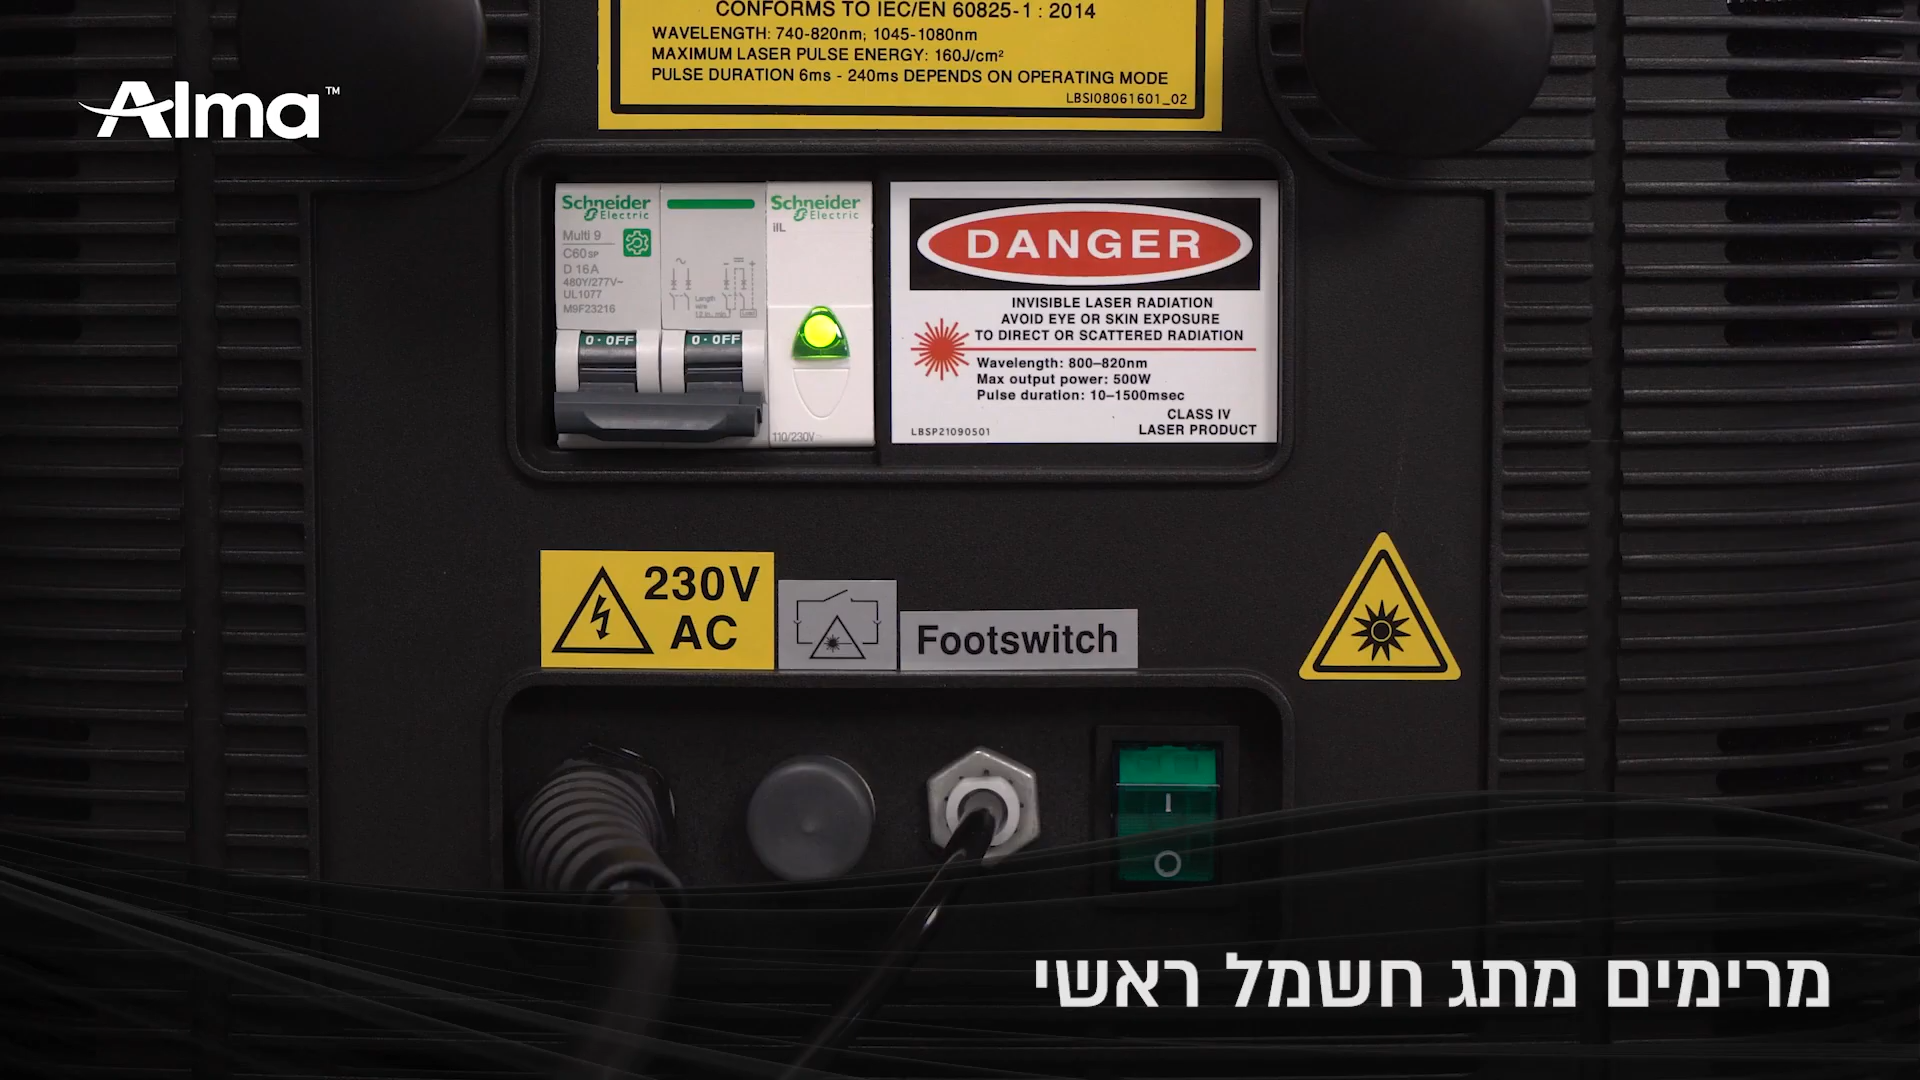 CONFORMS TO IEC/EN 60825-1 : 2014
WAVELENGTH: 740-820nm; 1045-1080nm
MAXIMUM LASER PULSE ENERGY: 160J/cm²
PULSE DURATION 6ms - 240ms DEPENDS ON OPERATING MODE
LBSI08061601_02
Alma™
Schneider
Electric
Multi 9
C60SP
D 16A
480Y/277V~
UL1077
M9F23216
0 · OFF
0 · OFF
Schneider
Electric
iIL
110/230V~
DANGER
INVISIBLE LASER RADIATION
AVOID EYE OR SKIN EXPOSURE
TO DIRECT OR SCATTERED RADIATION
Wavelength: 800–820nm
Max output power: 500W
Pulse duration: 10–1500msec
CLASS IV
LBSP21090501
LASER PRODUCT
230V
AC
Footswitch
מרימים מתג חשמל ראשי